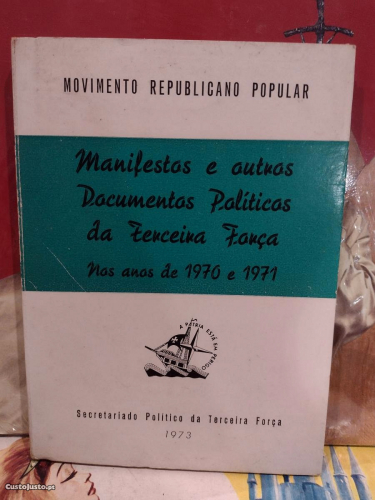 MOVIMENTO REPUBLICANO POPULAR
Manifestos e outros
Documentos Políticos
da Terceira Força
Nos anos de 1970 e 1971
A PÁTRIA ESTÁ EM PERIGO
Secretariado Político da Terceira Força
1973
CustoJusto.pt